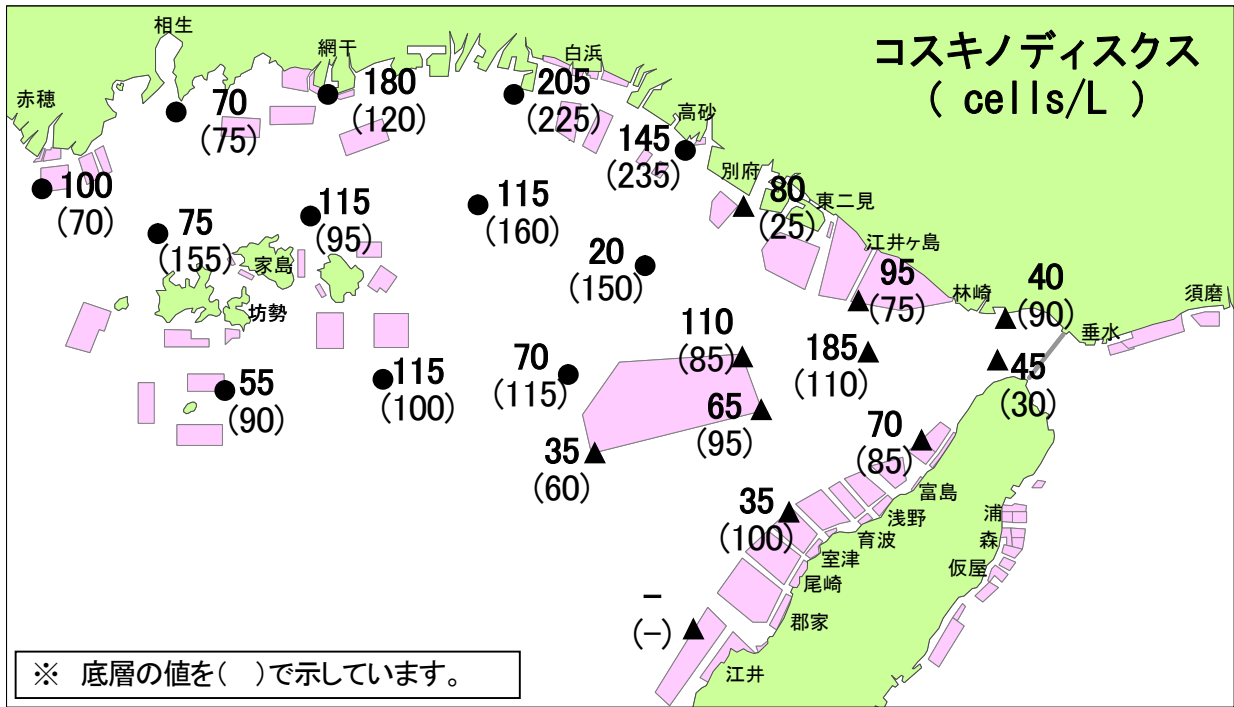 コスキノディスクス
( cells/L )
相生
網干
白浜
赤穂
高砂
別府
東二見
江井ヶ島
林崎
垂水
須磨
家島
坊勢
富島
浅野
育波
室津
尾崎
郡家
江井
浦
森
仮屋
70
(75)
180
(120)
205
(225)
145
(235)
100
(70)
75
(155)
115
(95)
115
(160)
20
(150)
80
(25)
95
(75)
40
(90)
45
(30)
110
(85)
185
(110)
70
(115)
65
(95)
55
(90)
115
(100)
35
(60)
70
(85)
35
(100)
−
(−)
※ 底層の値を( )で示しています。